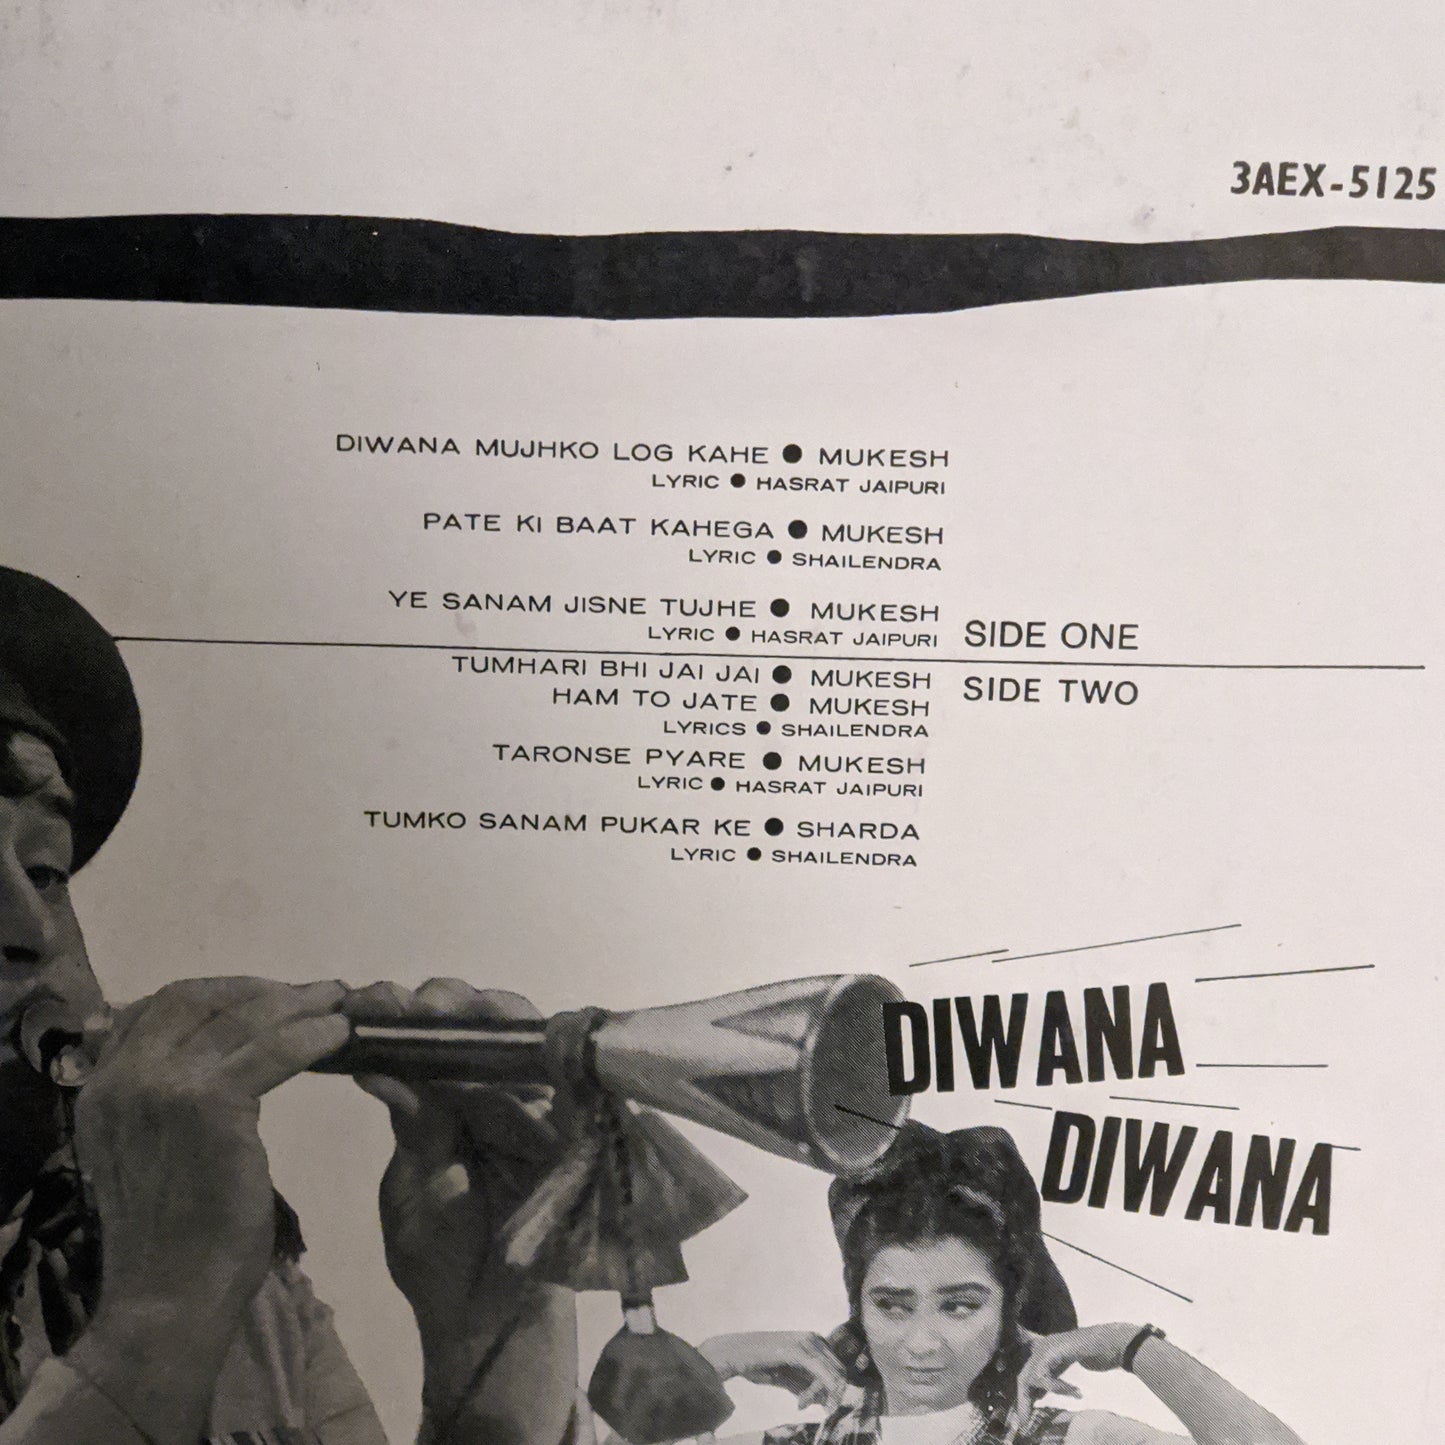 3AEX-5125
DIWANA MUJHKO LOG KAHE ● MUKESH
LYRIC ● HASRAT JAIPURI
PATE KI BAAT KAHEGA ● MUKESH
LYRIC ● SHAILENDRA
YE SANAM JISNE TUJHE ● MUKESH
LYRIC ● HASRAT JAIPURI
SIDE ONE
TUMHARI BHI JAI JAI ● MUKESH
SIDE TWO
HAM TO JATE ● MUKESH
LYRICS ● SHAILENDRA
TARONSE PYARE ● MUKESH
LYRIC ● HASRAT JAIPURI
TUMKO SANAM PUKAR KE ● SHARDA
LYRIC ● SHAILENDRA
DIWANA
DIWANA